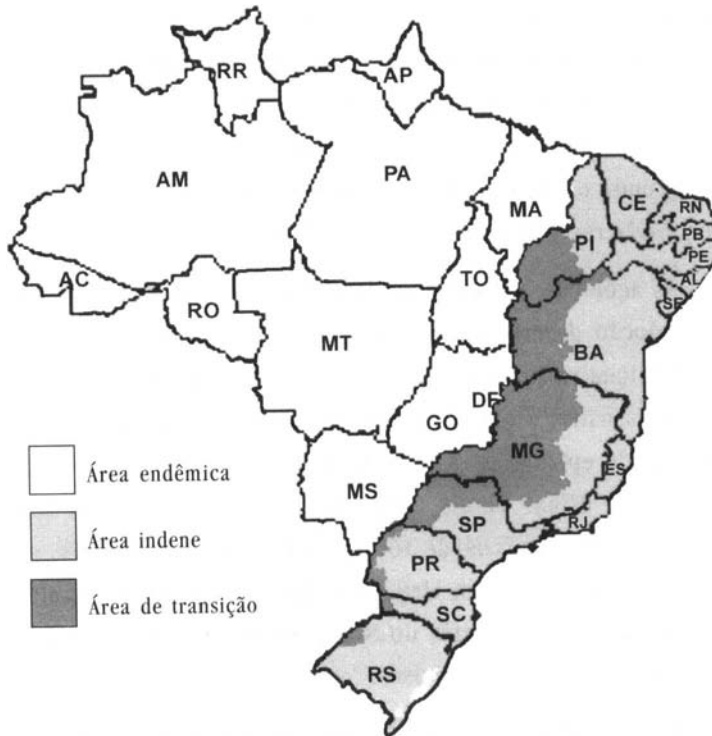 RR
AP
AM
PA
MA
CE
RN
PI
PB
PE
AC
TO
AL
RO
SE
MT
BA
DF
GO
MG
Área endêmica
MS
ES
Área indene
SP
RJ
PR
Área de transição
SC
RS